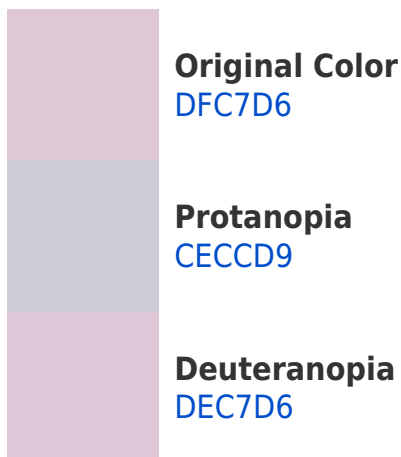 Original Color
DFC7D6
Protanopia
CECCD9
Deuteranopia
DEC7D6